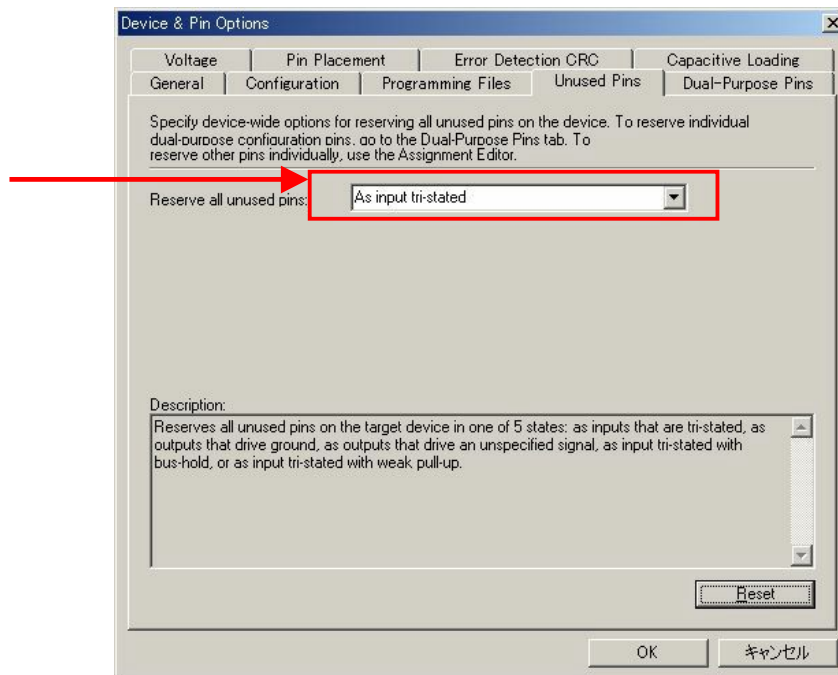 Device & Pin Options
Voltage Pin Placement Error Detection CRC Capacitive Loading
General Configuration Programming Files Unused Pins Dual-Purpose Pins
Specify device-wide options for reserving all unused pins on the device. To reserve individual
dual-purpose configuration pins, go to the Dual-Purpose Pins tab. To
reserve other pins individually, use the Assignment Editor.
Reserve all unused pins: As input tri-stated
Description:
Reserves all unused pins on the target device in one of 5 states: as inputs that are tri-stated, as
outputs that drive ground, as outputs that drive an unspecified signal, as input tri-stated with
bus-hold, or as input tri-stated with weak pull-up.
Reset
OK キャンセル